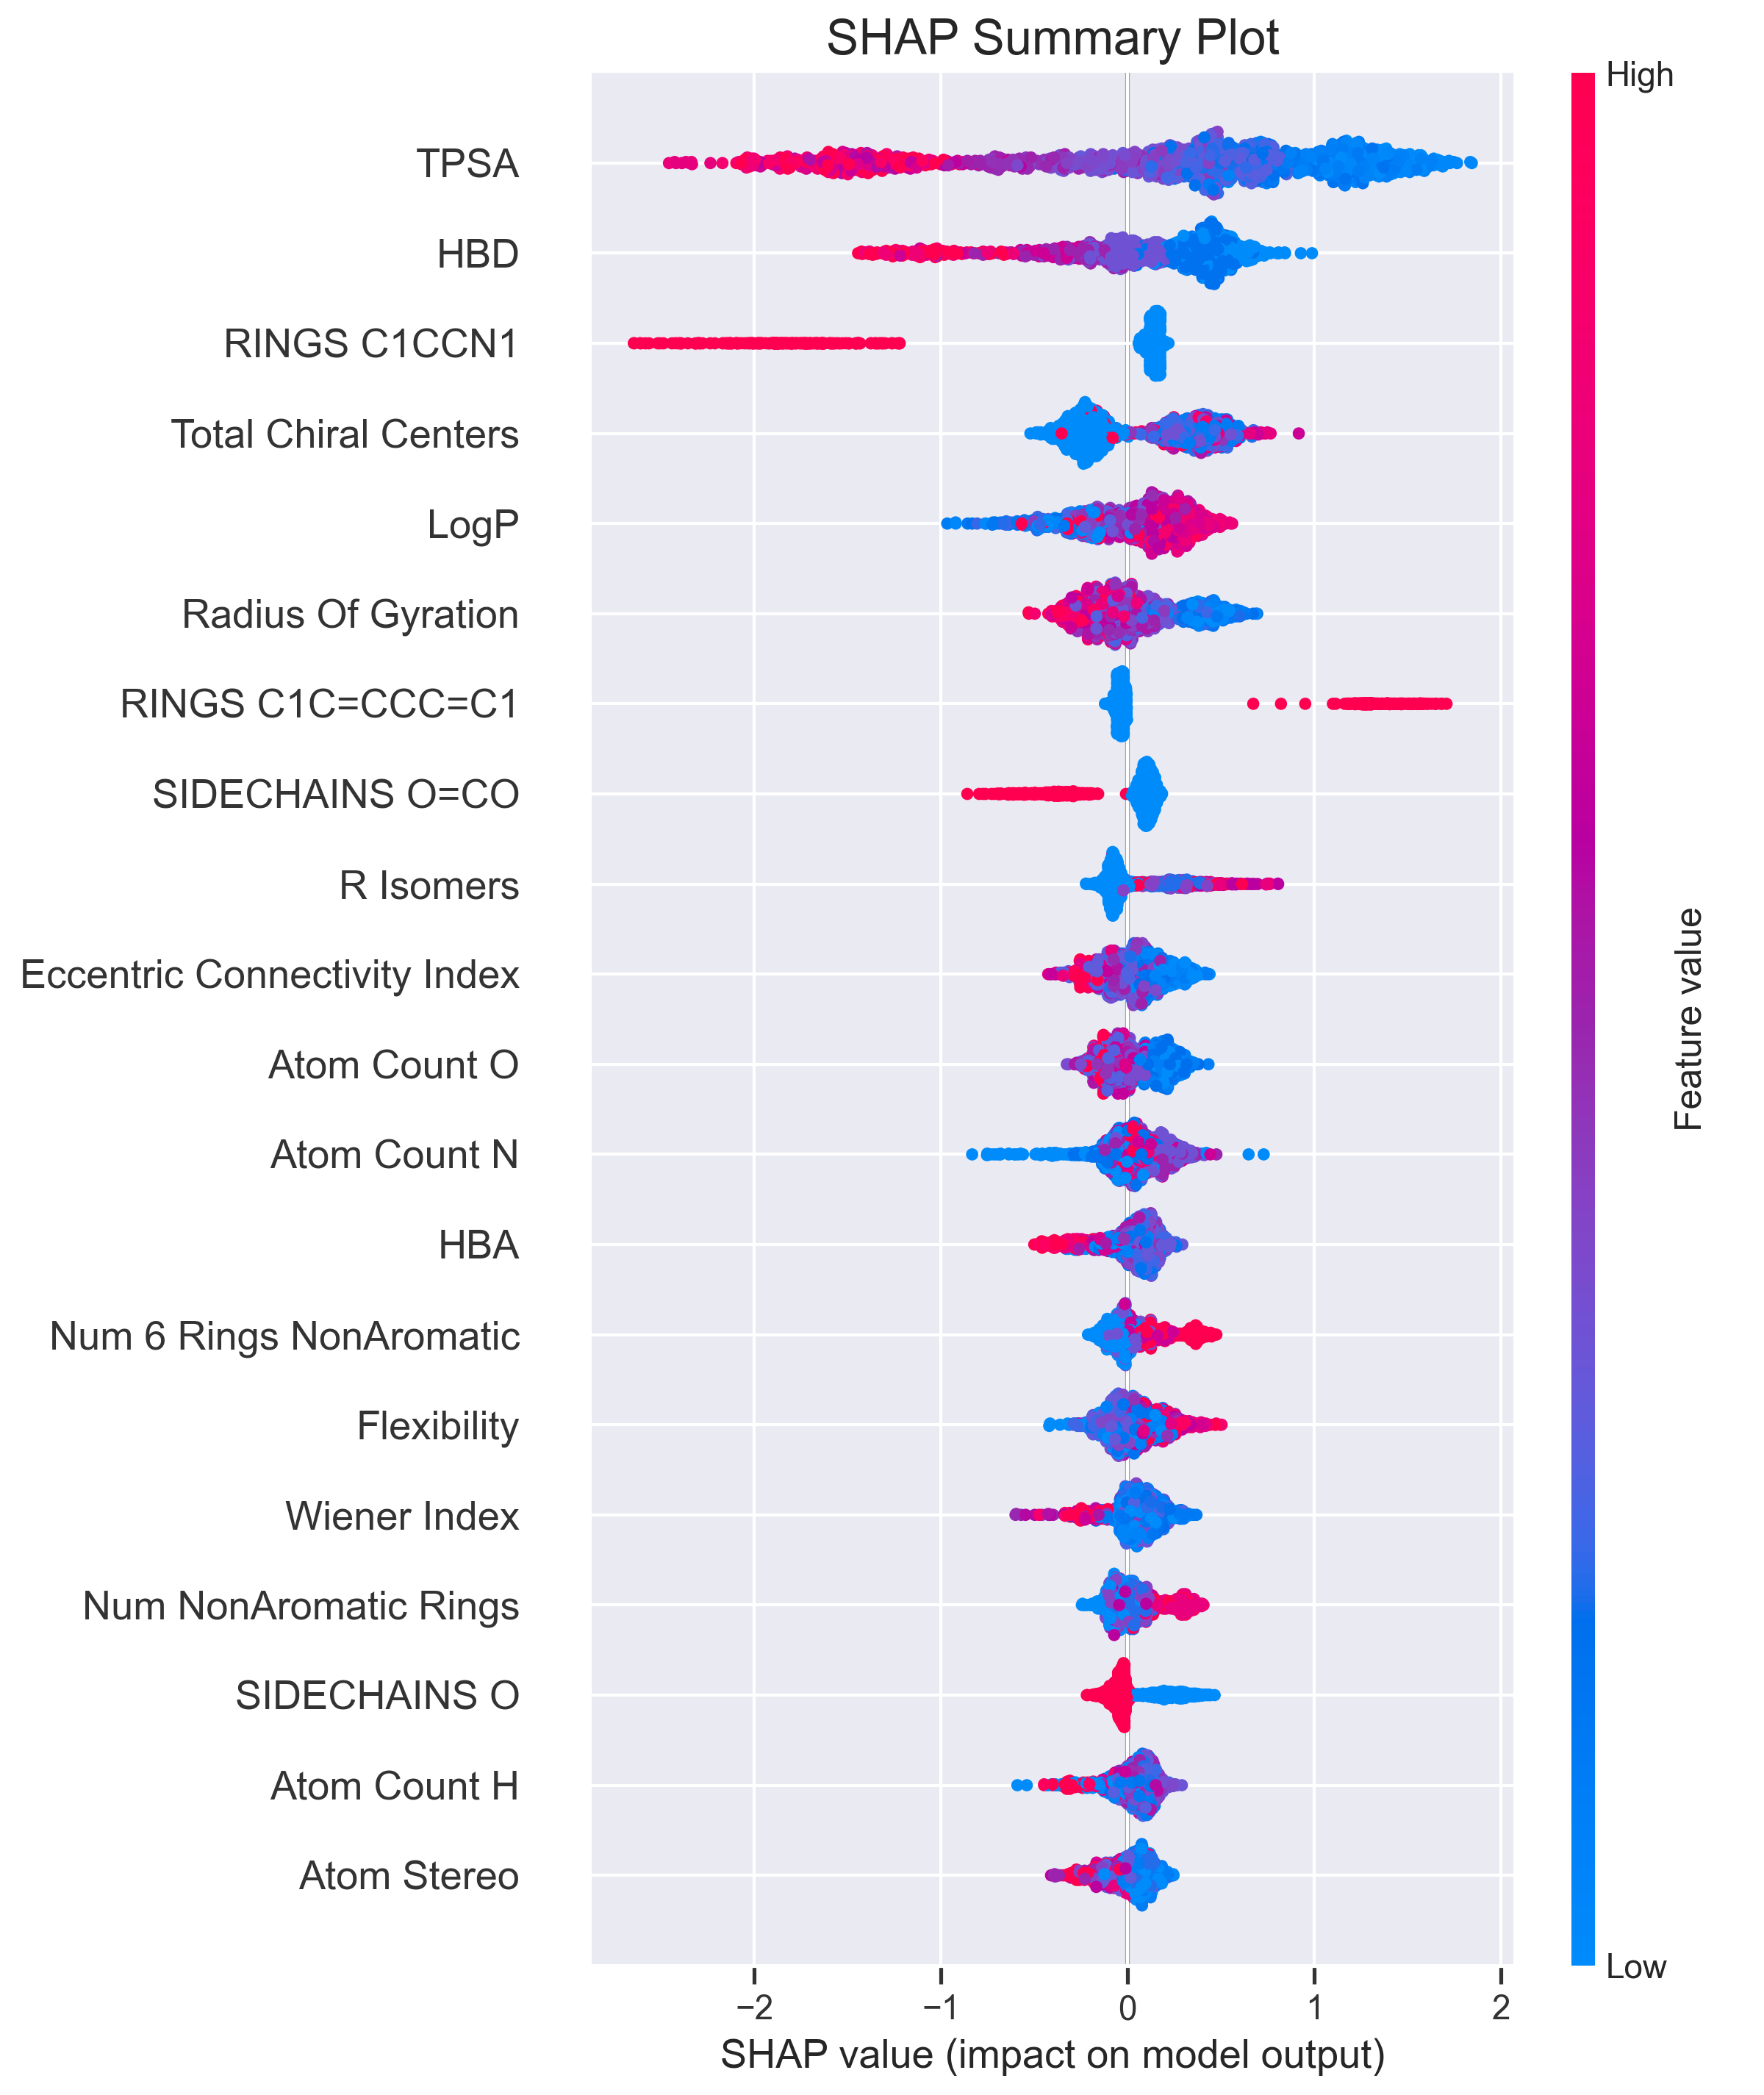 SHAP Summary Plot
High
TPSA
HBD
RINGS C1CCN1
Total Chiral Centers
LogP
Radius Of Gyration
RINGS C1C=CCC=C1
SIDECHAINS O=CO
R Isomers
Eccentric Connectivity Index
Atom Count O
Atom Count N
HBA
Num 6 Rings NonAromatic
Flexibility
Wiener Index
Num NonAromatic Rings
SIDECHAINS O
Atom Count H
Atom Stereo
Feature value
Low
−2 −1 0 1 2
SHAP value (impact on model output)